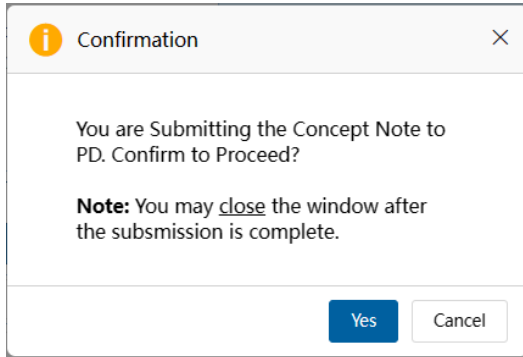 Confirmation
You are Submitting the Concept Note to
PD. Confirm to Proceed?
Note: You may close the window after
the subsmission is complete.
Yes
Cancel